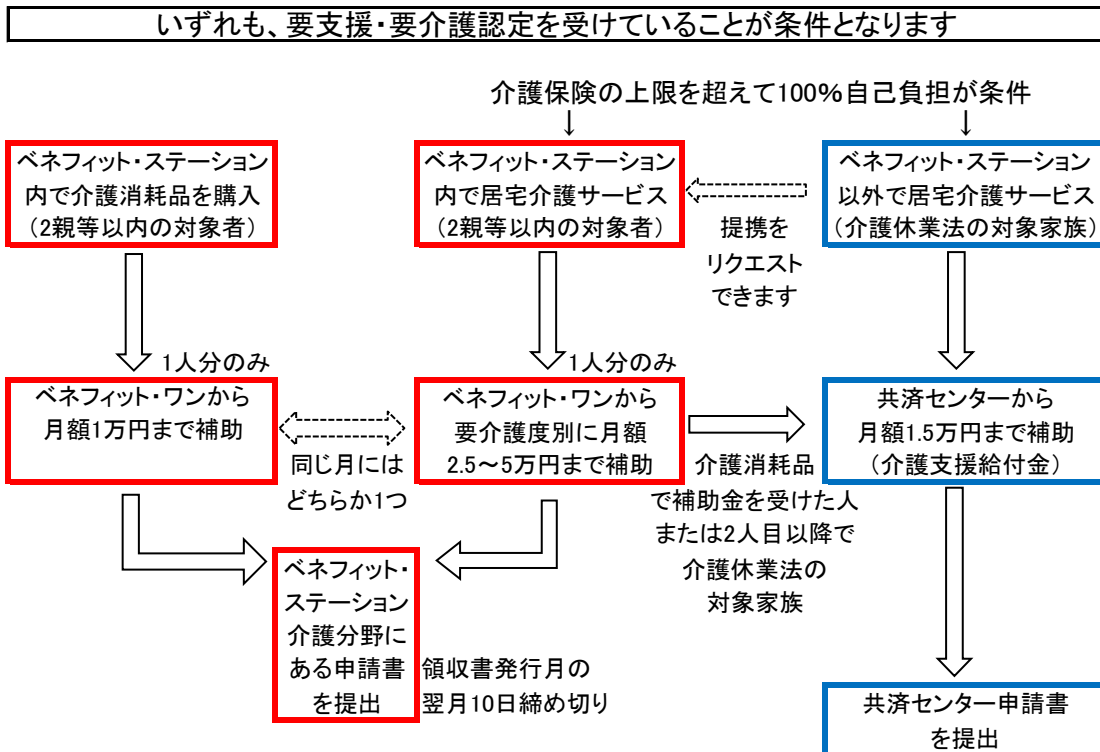 いずれも、要支援・要介護認定を受けていることが条件となります
介護保険の上限を超えて100%自己負担が条件
↓
↓
ベネフィット・ステーション
内で介護消耗品を購入
(2親等以内の対象者)
ベネフィット・ステーション
内で居宅介護サービス
(2親等以内の対象者)
提携を
リクエスト
できます
ベネフィット・ステーション
以外で居宅介護サービス
(介護休業法の対象家族)
1人分のみ
1人分のみ
ベネフィット・ワンから
月額1万円まで補助
同じ月には
どちらか1つ
ベネフィット・ワンから
要介護度別に月額
2.5～5万円まで補助
介護消耗品
で補助金を受けた人
または2人目以降で
介護休業法の
対象家族
共済センターから
月額1.5万円まで補助
(介護支援給付金)
ベネフィット・
ステーション
介護分野に
ある申請書
を提出
領収書発行月の
翌月10日締め切り
共済センター申請書
を提出